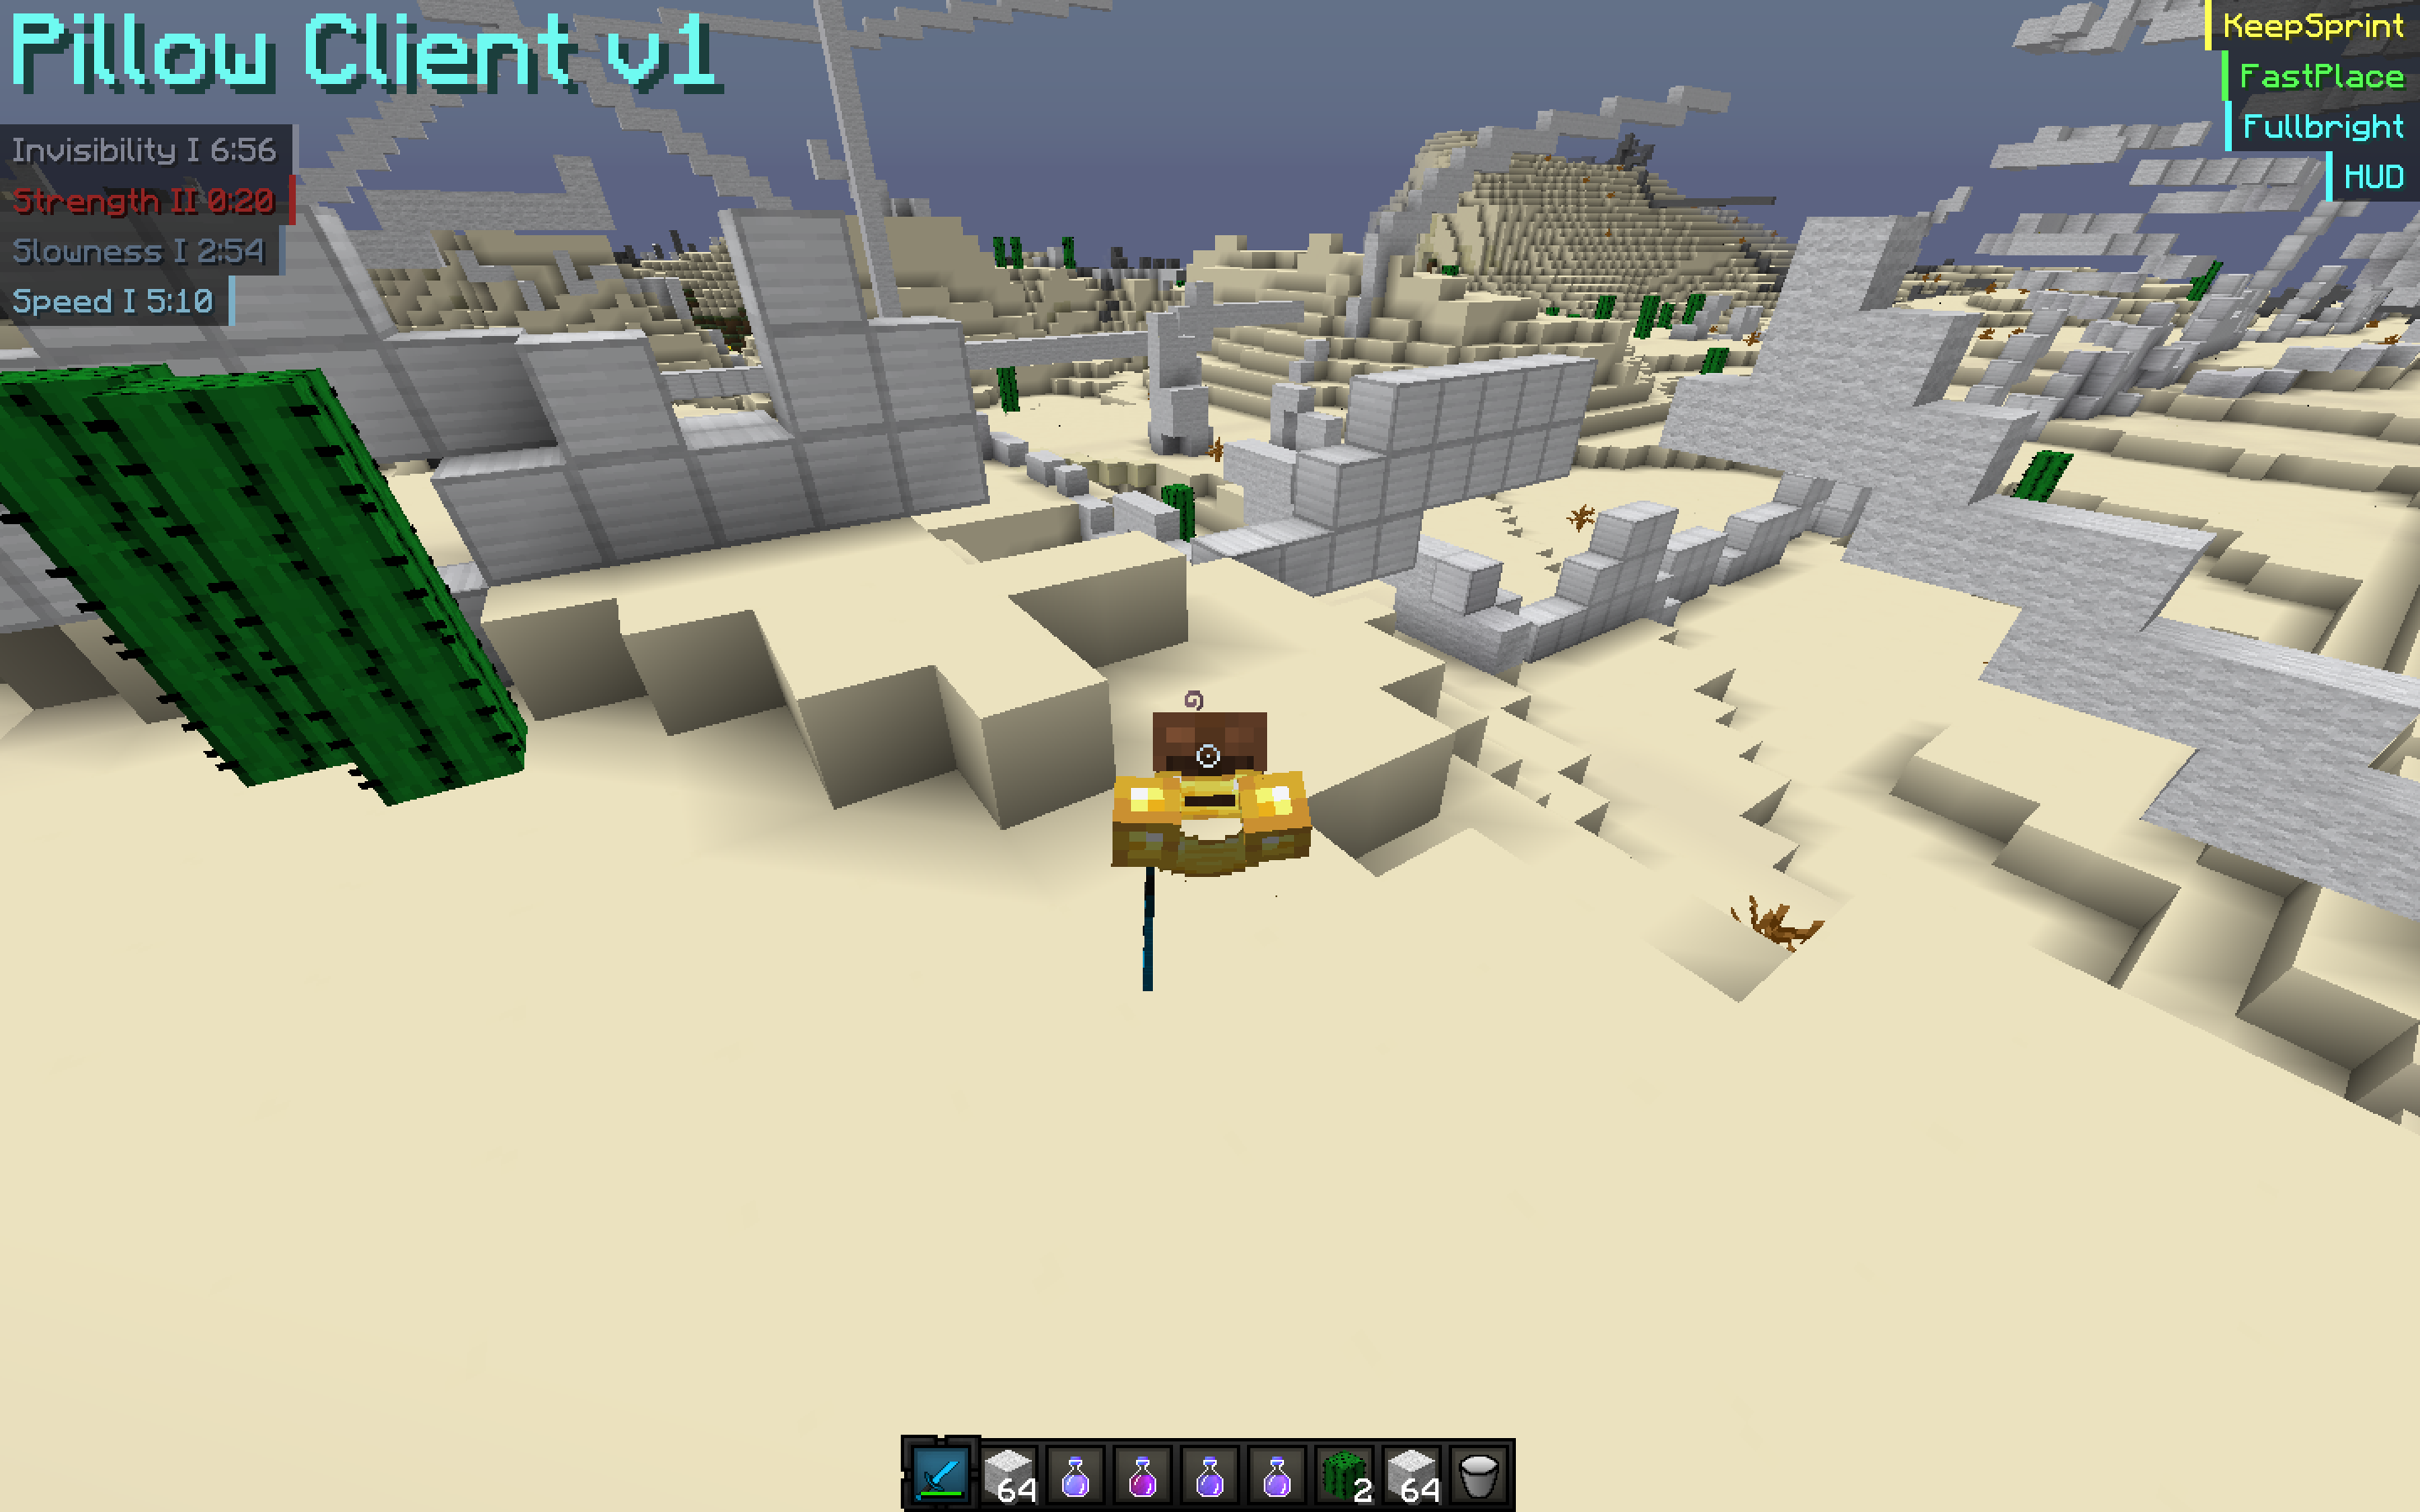 Pillow Client v1
KeepSprint
FastPlace
Fullbright
HUD
Invisibility I 6:56
Strength II 0:20
Slowness I 2:54
Speed I 5:10
64
2
64